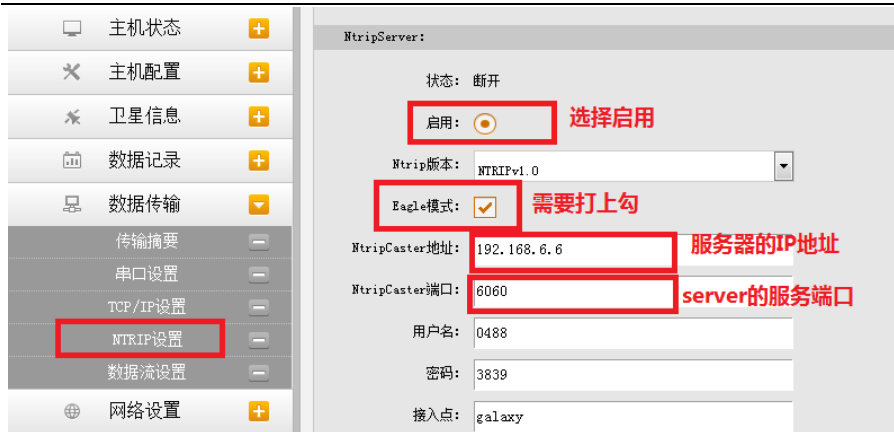 主机状态
主机配置
卫星信息
数据记录
数据传输
传输摘要
串口设置
TCP/IP设置
NTRIP设置
数据流设置
网络设置
NtripServer:
状态: 断开
启用: 选择启用
Ntrip版本: NTRIPv1.0
Eagle模式: 需要打上勾
NtripCaster地址: 192.168.6.6 服务器的IP地址
NtripCaster端口: 6060 server的服务端口
用户名: 0488
密码: 3839
接入点: galaxy